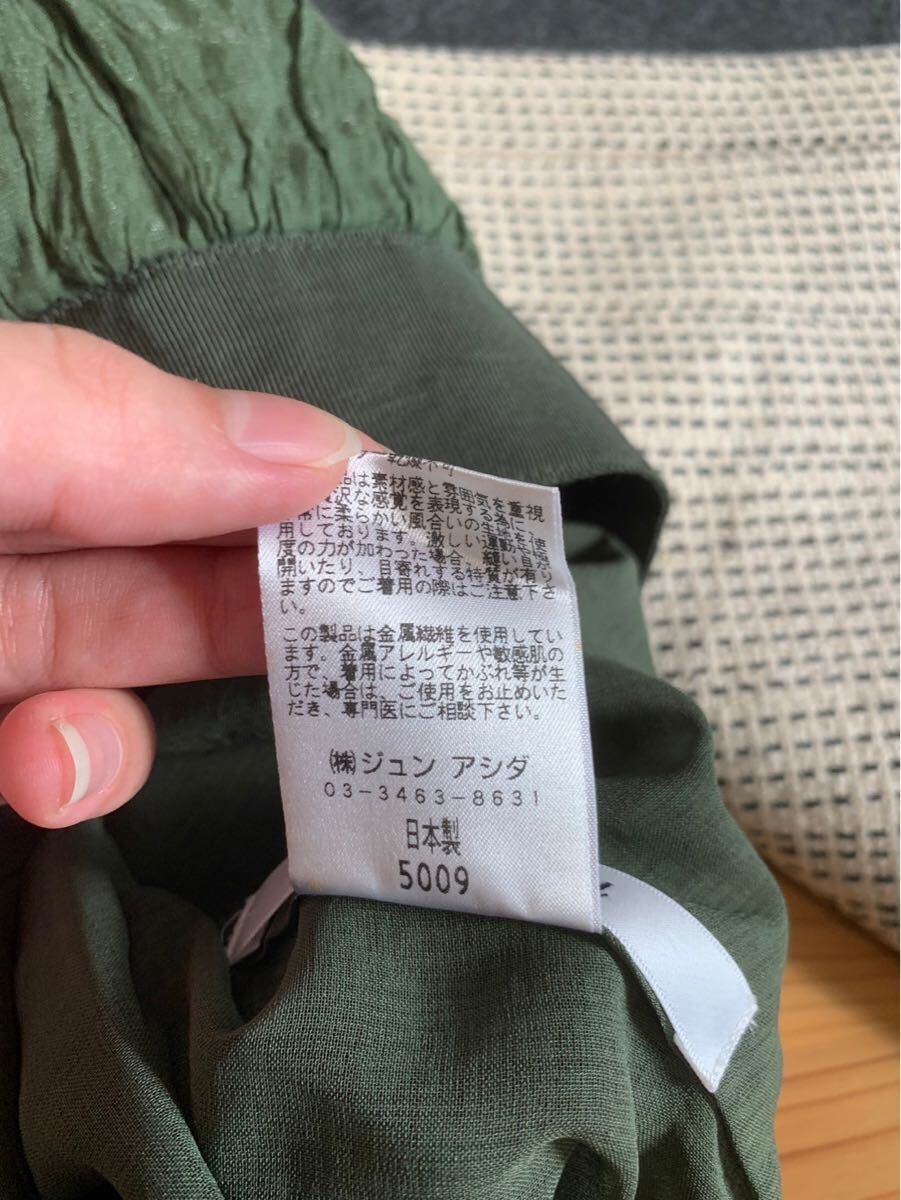 乾燥不可
品は素材感と雰囲気を重視
沢な感覚を表現する為に、
常に柔らかい風合いの生地を使
用しております。激しい運動や過
度の力が加わった場合、縫い目が
開いたり、目寄れする特質が有り
ますのでご着用の際はご注意下さ
い。
この製品は金属繊維を使用してい
ます。金属アレルギーや敏感肌の
方で、着用によってかぶれ等が生
じた場合は、ご使用をお止めいた
だき、専門医にご相談下さい。
㈱ジュン アシダ
03-3463-8631
日本製
5009